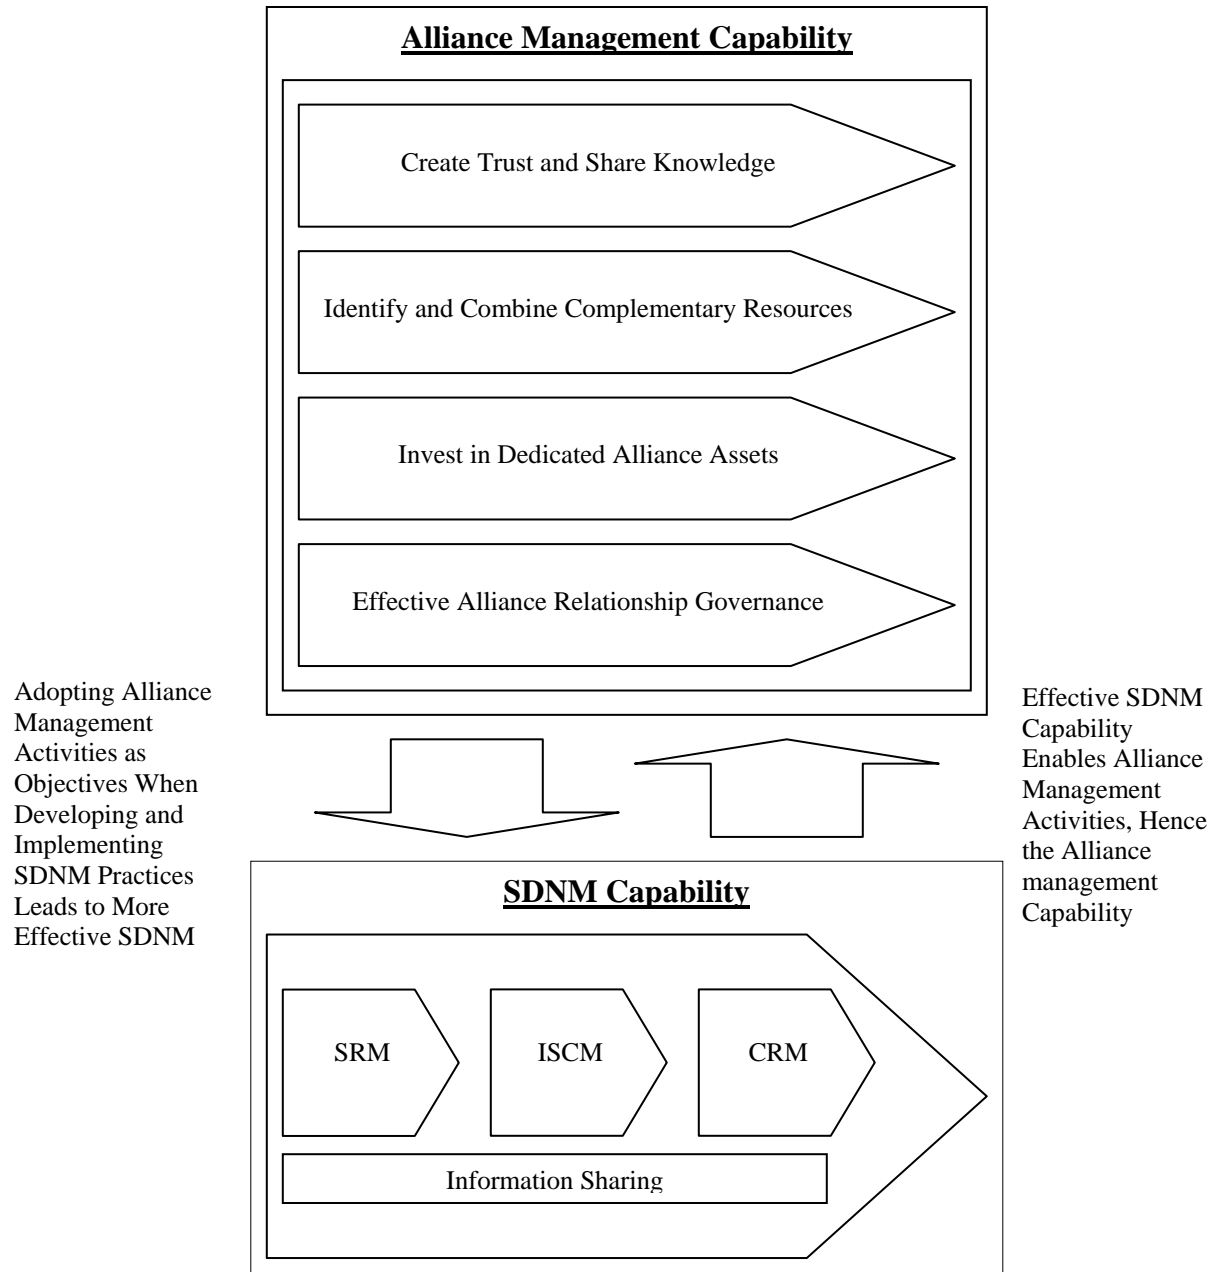 Alliance Management Capability
Create Trust and Share Knowledge
Identify and Combine Complementary Resources
Invest in Dedicated Alliance Assets
Effective Alliance Relationship Governance
Adopting Alliance
Management
Activities as
Objectives When
Developing and
Implementing
SDNM Practices
Leads to More
Effective SDNM
Effective SDNM
Capability
Enables Alliance
Management
Activities, Hence
the Alliance
management
Capability
SDNM Capability
SRM
ISCM
CRM
Information Sharing